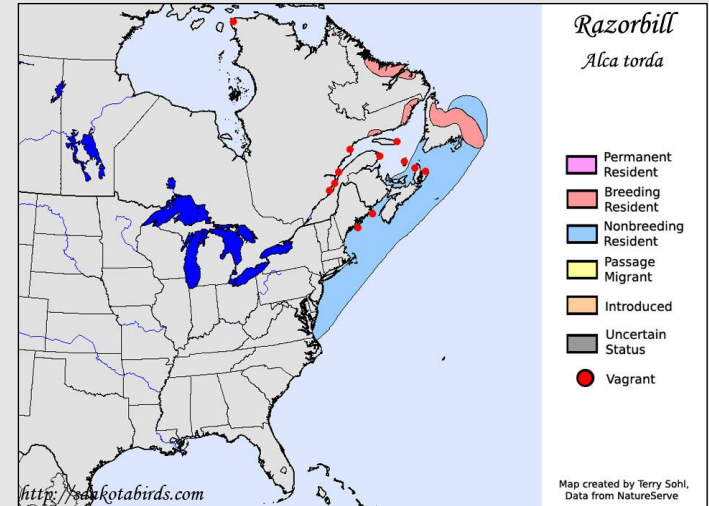 Razorbill
Alca torda
Permanent
Resident
Breeding
Resident
Nonbreeding
Resident
Passage
Migrant
Introduced
Uncertain
Status
Vagrant
http://sdakotabirds.com
Map created by Terry Sohl,
Data from NatureServe